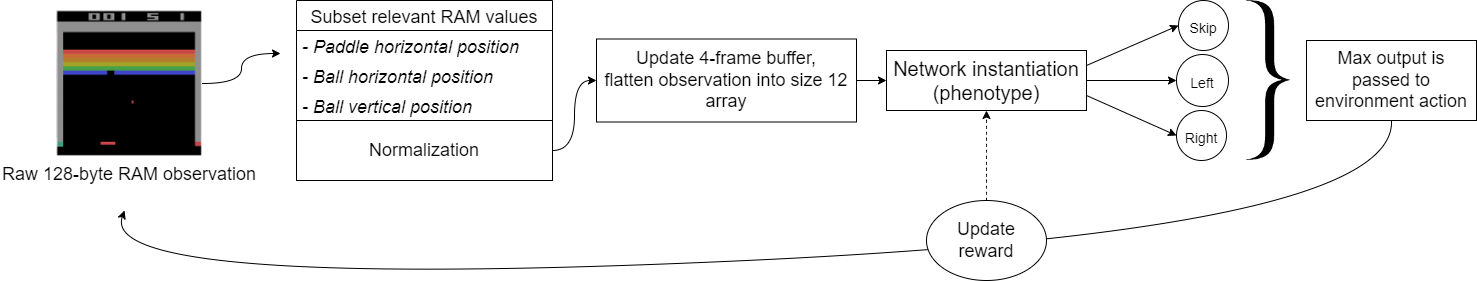 001 5 1
Raw 128-byte RAM observation
Subset relevant RAM values
- Paddle horizontal position
- Ball horizontal position
- Ball vertical position
Normalization
Update 4-frame buffer,
flatten observation into size 12
array
Network instantiation
(phenotype)
Skip
Left
Right
Max output is
passed to
environment action
Update
reward